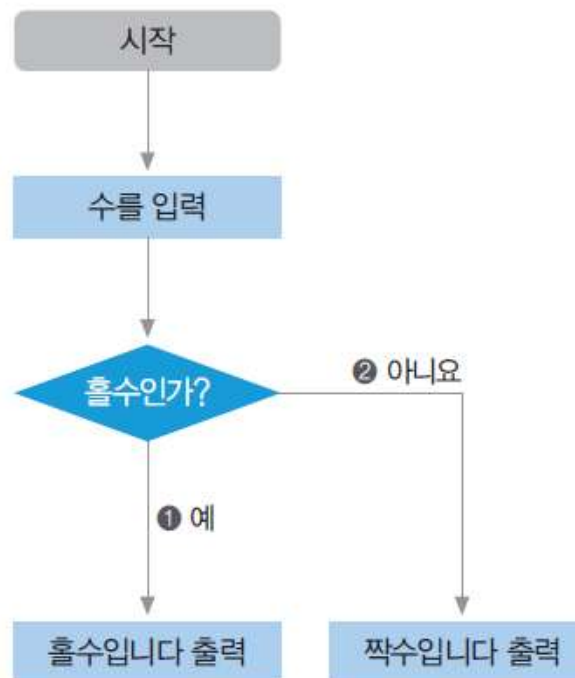 시작
수를 입력
홀수인가?
❷ 아니요
❶ 예
홀수입니다 출력
짝수입니다 출력